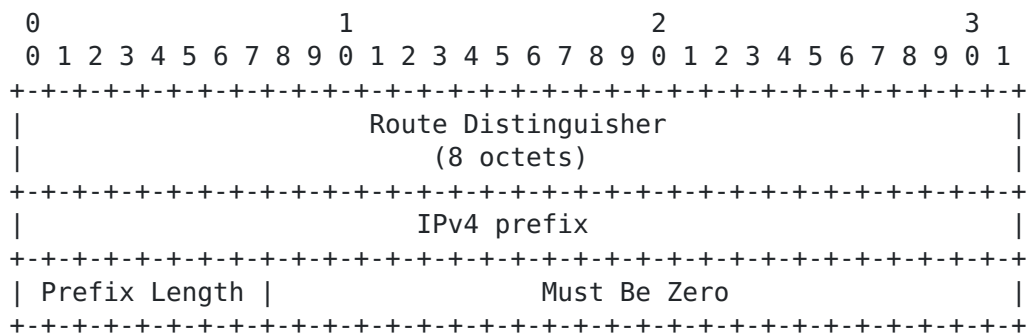 0                   1                   2                   3
 0 1 2 3 4 5 6 7 8 9 0 1 2 3 4 5 6 7 8 9 0 1 2 3 4 5 6 7 8 9 0 1
+-+-+-+-+-+-+-+-+-+-+-+-+-+-+-+-+-+-+-+-+-+-+-+-+-+-+-+-+-+-+-+-+
|                      Route Distinguisher                      |
|                          (8 octets)                           |
+-+-+-+-+-+-+-+-+-+-+-+-+-+-+-+-+-+-+-+-+-+-+-+-+-+-+-+-+-+-+-+-+
|                         IPv4 prefix                           |
+-+-+-+-+-+-+-+-+-+-+-+-+-+-+-+-+-+-+-+-+-+-+-+-+-+-+-+-+-+-+-+-+
| Prefix Length |                 Must Be Zero                  |
+-+-+-+-+-+-+-+-+-+-+-+-+-+-+-+-+-+-+-+-+-+-+-+-+-+-+-+-+-+-+-+-+